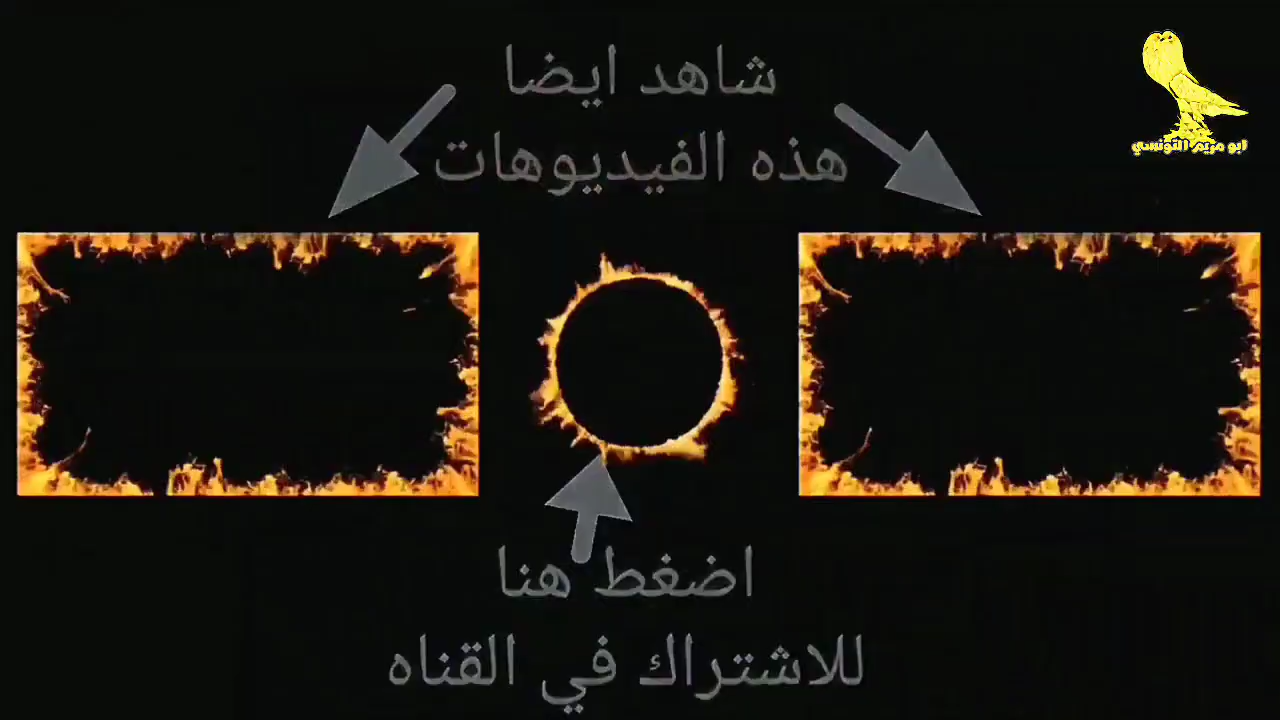 شاهد ايضا
هذه الفيديوهات
ابو مريم التونسي
اضغط هنا
للاشتراك في القناه